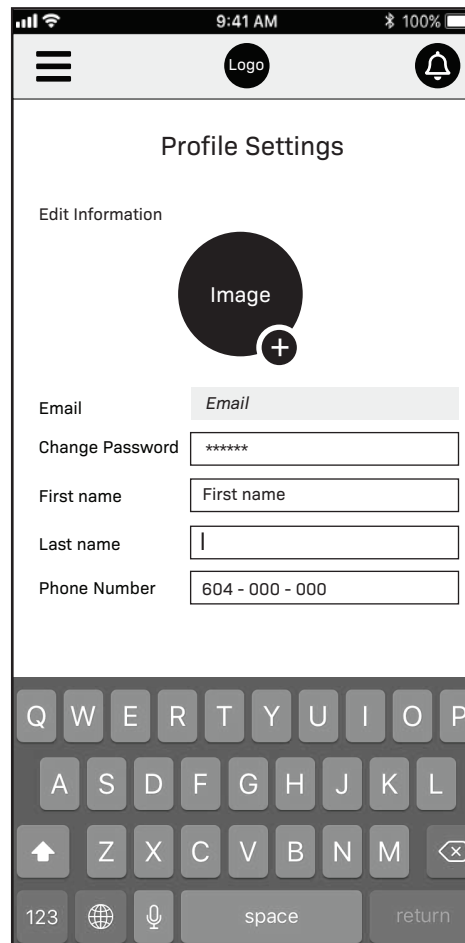 9:41 AM 100%
Logo
Profile Settings
Edit Information
Image
+
Email Email
Change Password ******
First name First name
Last name
Phone Number 604 - 000 - 000
Q W E R T Y U I O P
A S D F G H J K L
Z X C V B N M
123 space return